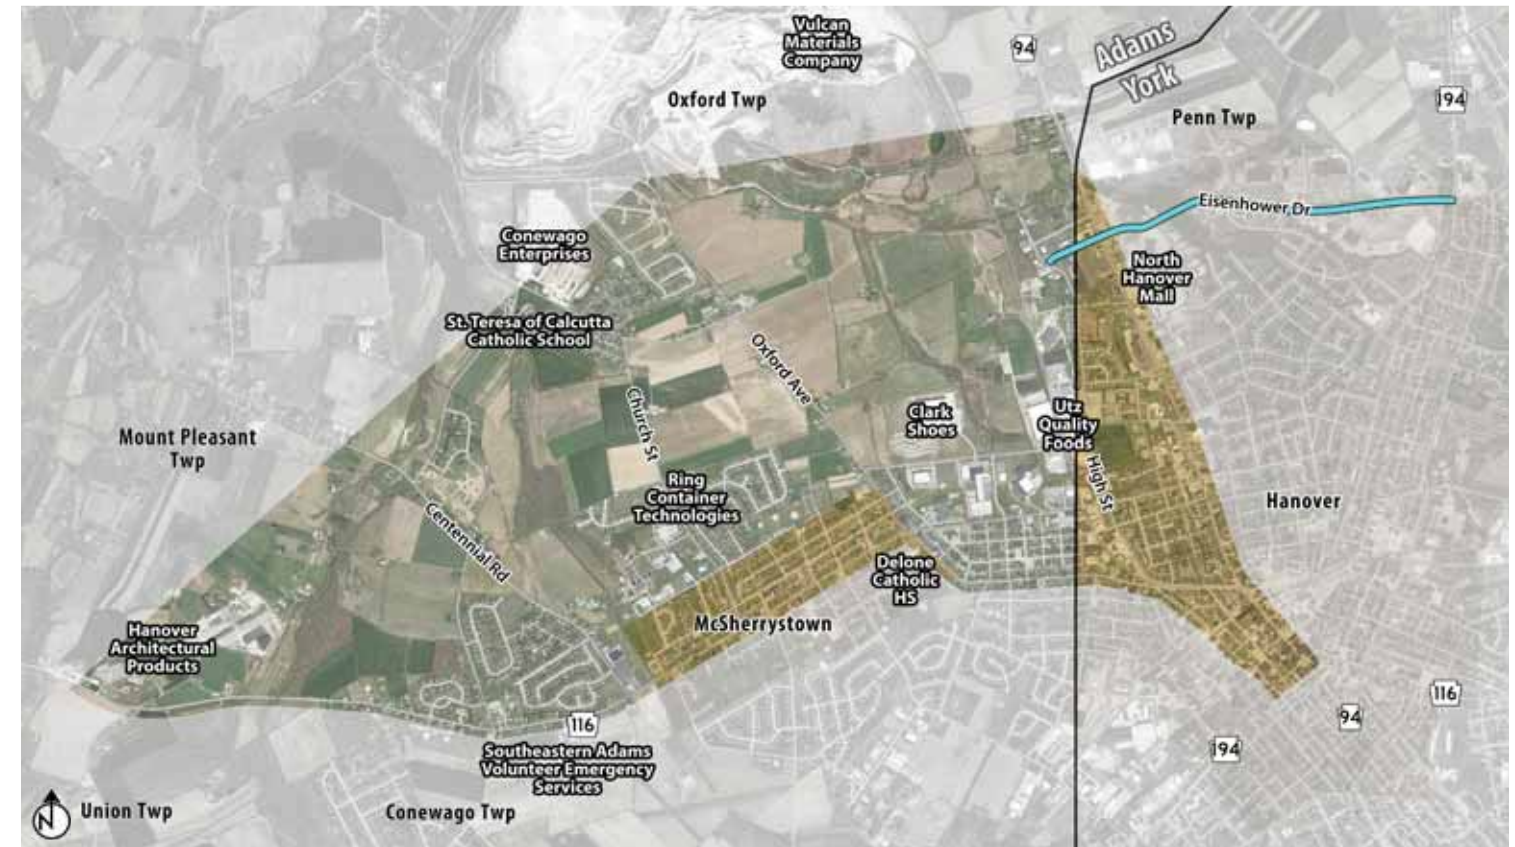 Vulcan
Materials
Company
94
Adams
York
Oxford Twp
194
Penn Twp
Eisenhower Dr
Conewago
Enterprises
North
Hanover
Mall
St. Teresa of Calcutta
Catholic School
Oxford Ave
Church St
Clark
Shoes
Utz
Quality
Foods
Mount Pleasant
Twp
High St
Ring
Container
Technologies
Hanover
Centennial Rd
Delone
Catholic
HS
McSherrystown
Hanover
Architectural
Products
116
94
116
194
Southeastern Adams
Volunteer Emergency
Services
N
Union Twp
Conewago Twp